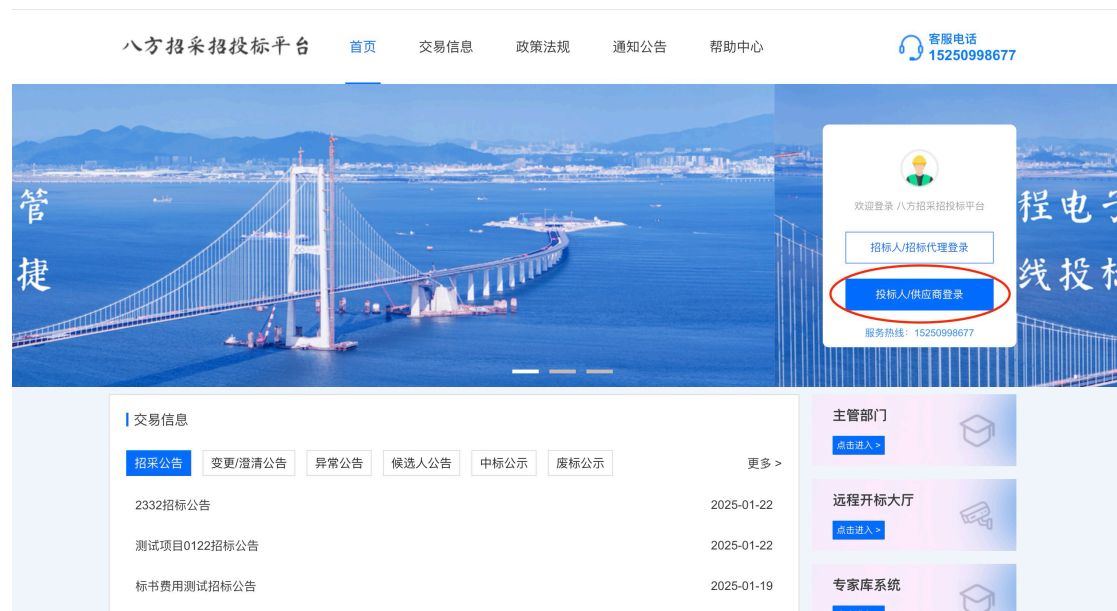 八方招采招投标平台
首页 交易信息 政策法规 通知公告 帮助中心
客服电话
15250998677
管
捷
欢迎登录 八方招采招投标平台
招标人/招标代理登录
投标人/供应商登录
服务热线：15250998677
程电子
线投标
交易信息
招采公告 变更/澄清公告 异常公告 候选人公告 中标公示 废标公示 更多 >
2332招标公告 2025-01-22
测试项目0122招标公告 2025-01-22
标书费用测试招标公告 2025-01-19
主管部门
点击进入 >
远程开标大厅
点击进入 >
专家库系统